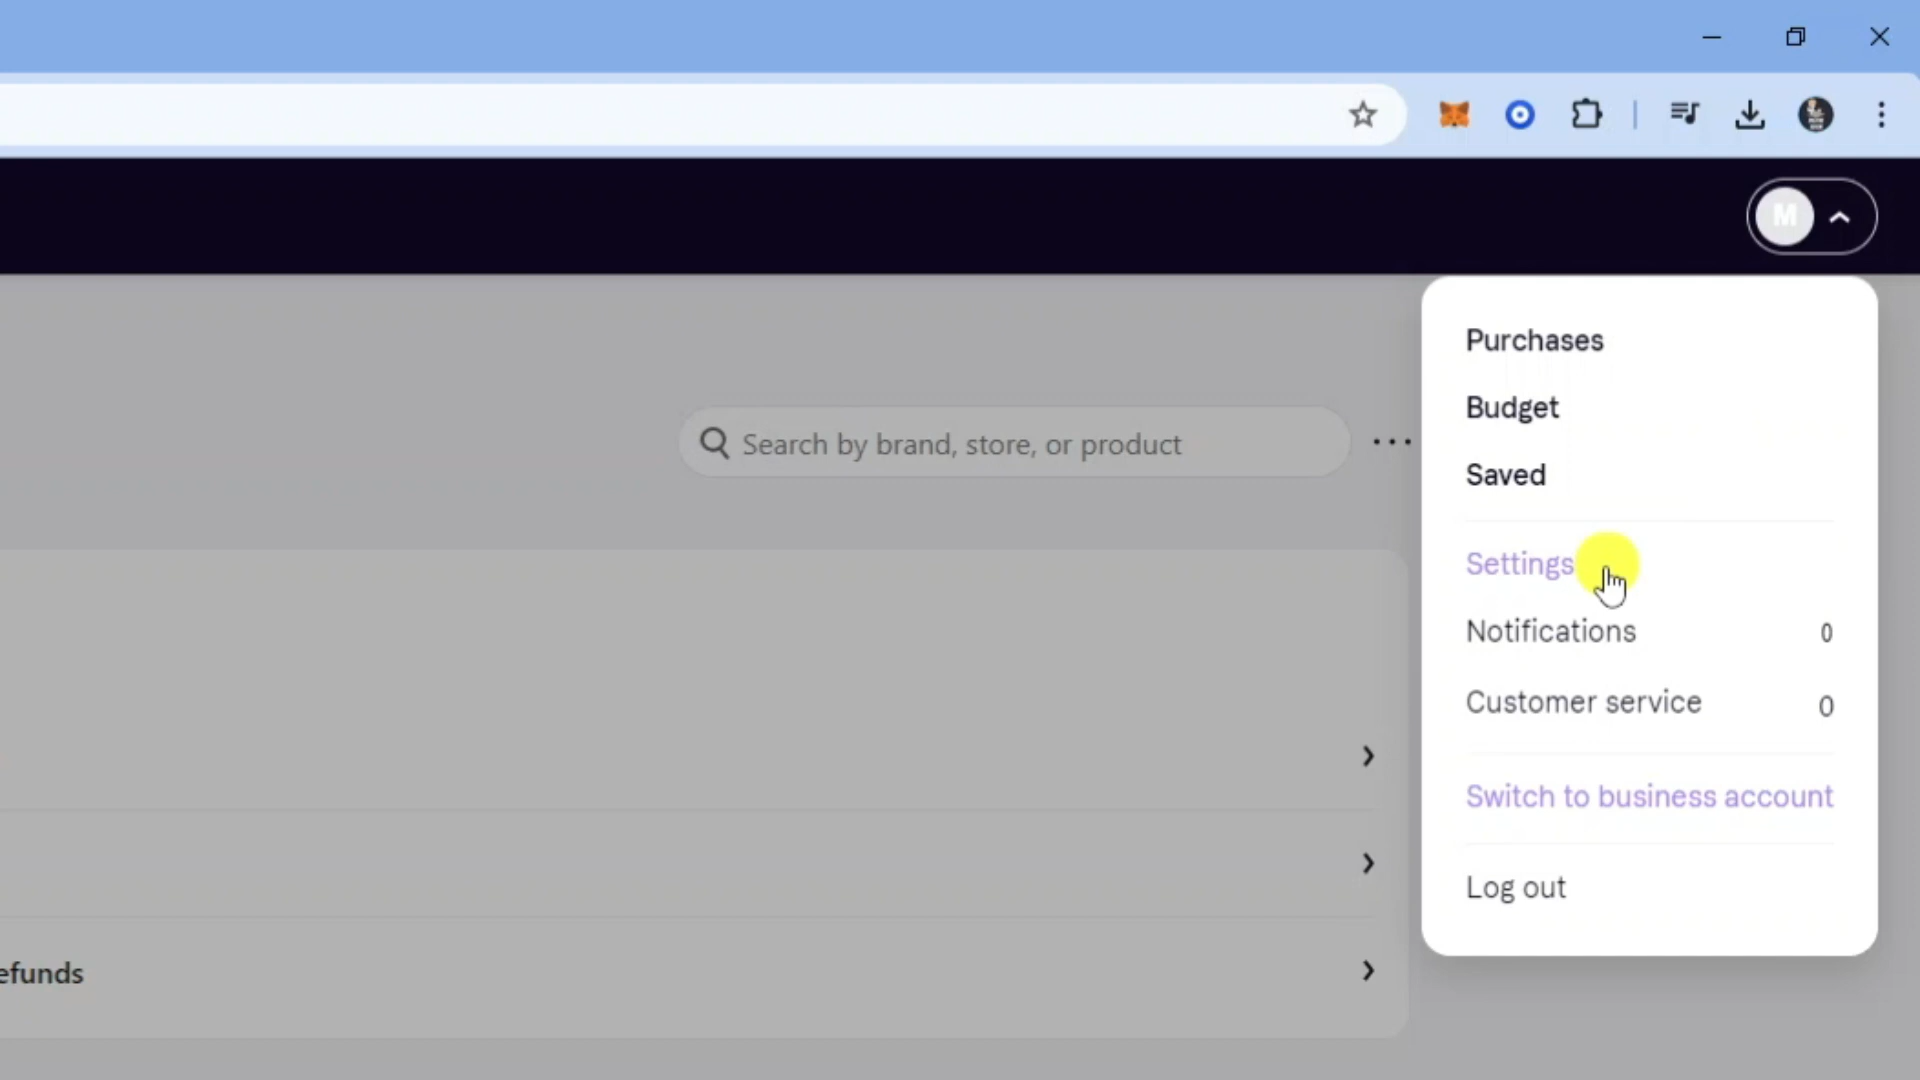 M
Purchases
Budget
Search by brand, store, or product
Saved
Settings
Notifications 0
Customer service 0
Switch to business account
Log out
efunds